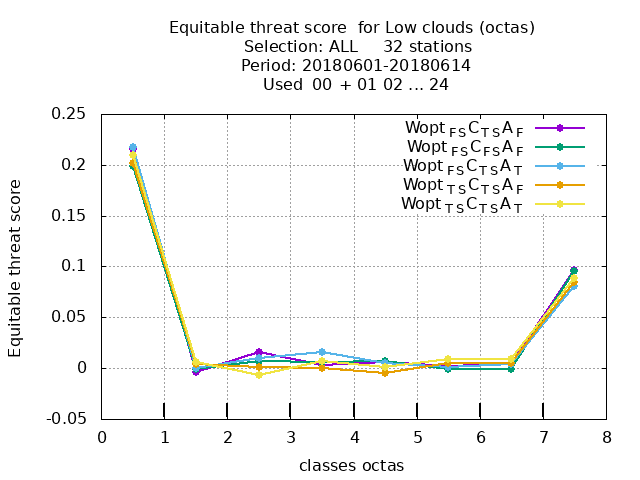 Equitable threat score  for Low clouds (octas)
Selection: ALL     32 stations
Period: 20180601-20180614
Used  00 + 01 02 ... 24
Equitable threat score
0.25
0.2
0.15
0.1
0.05
0
-0.05
Wopt FS C TS A F
Wopt FS C FS A F
Wopt FS C TS A T
Wopt TS C TS A F
Wopt TS C TS A T
0 1 2 3 4 5 6 7 8
classes octas